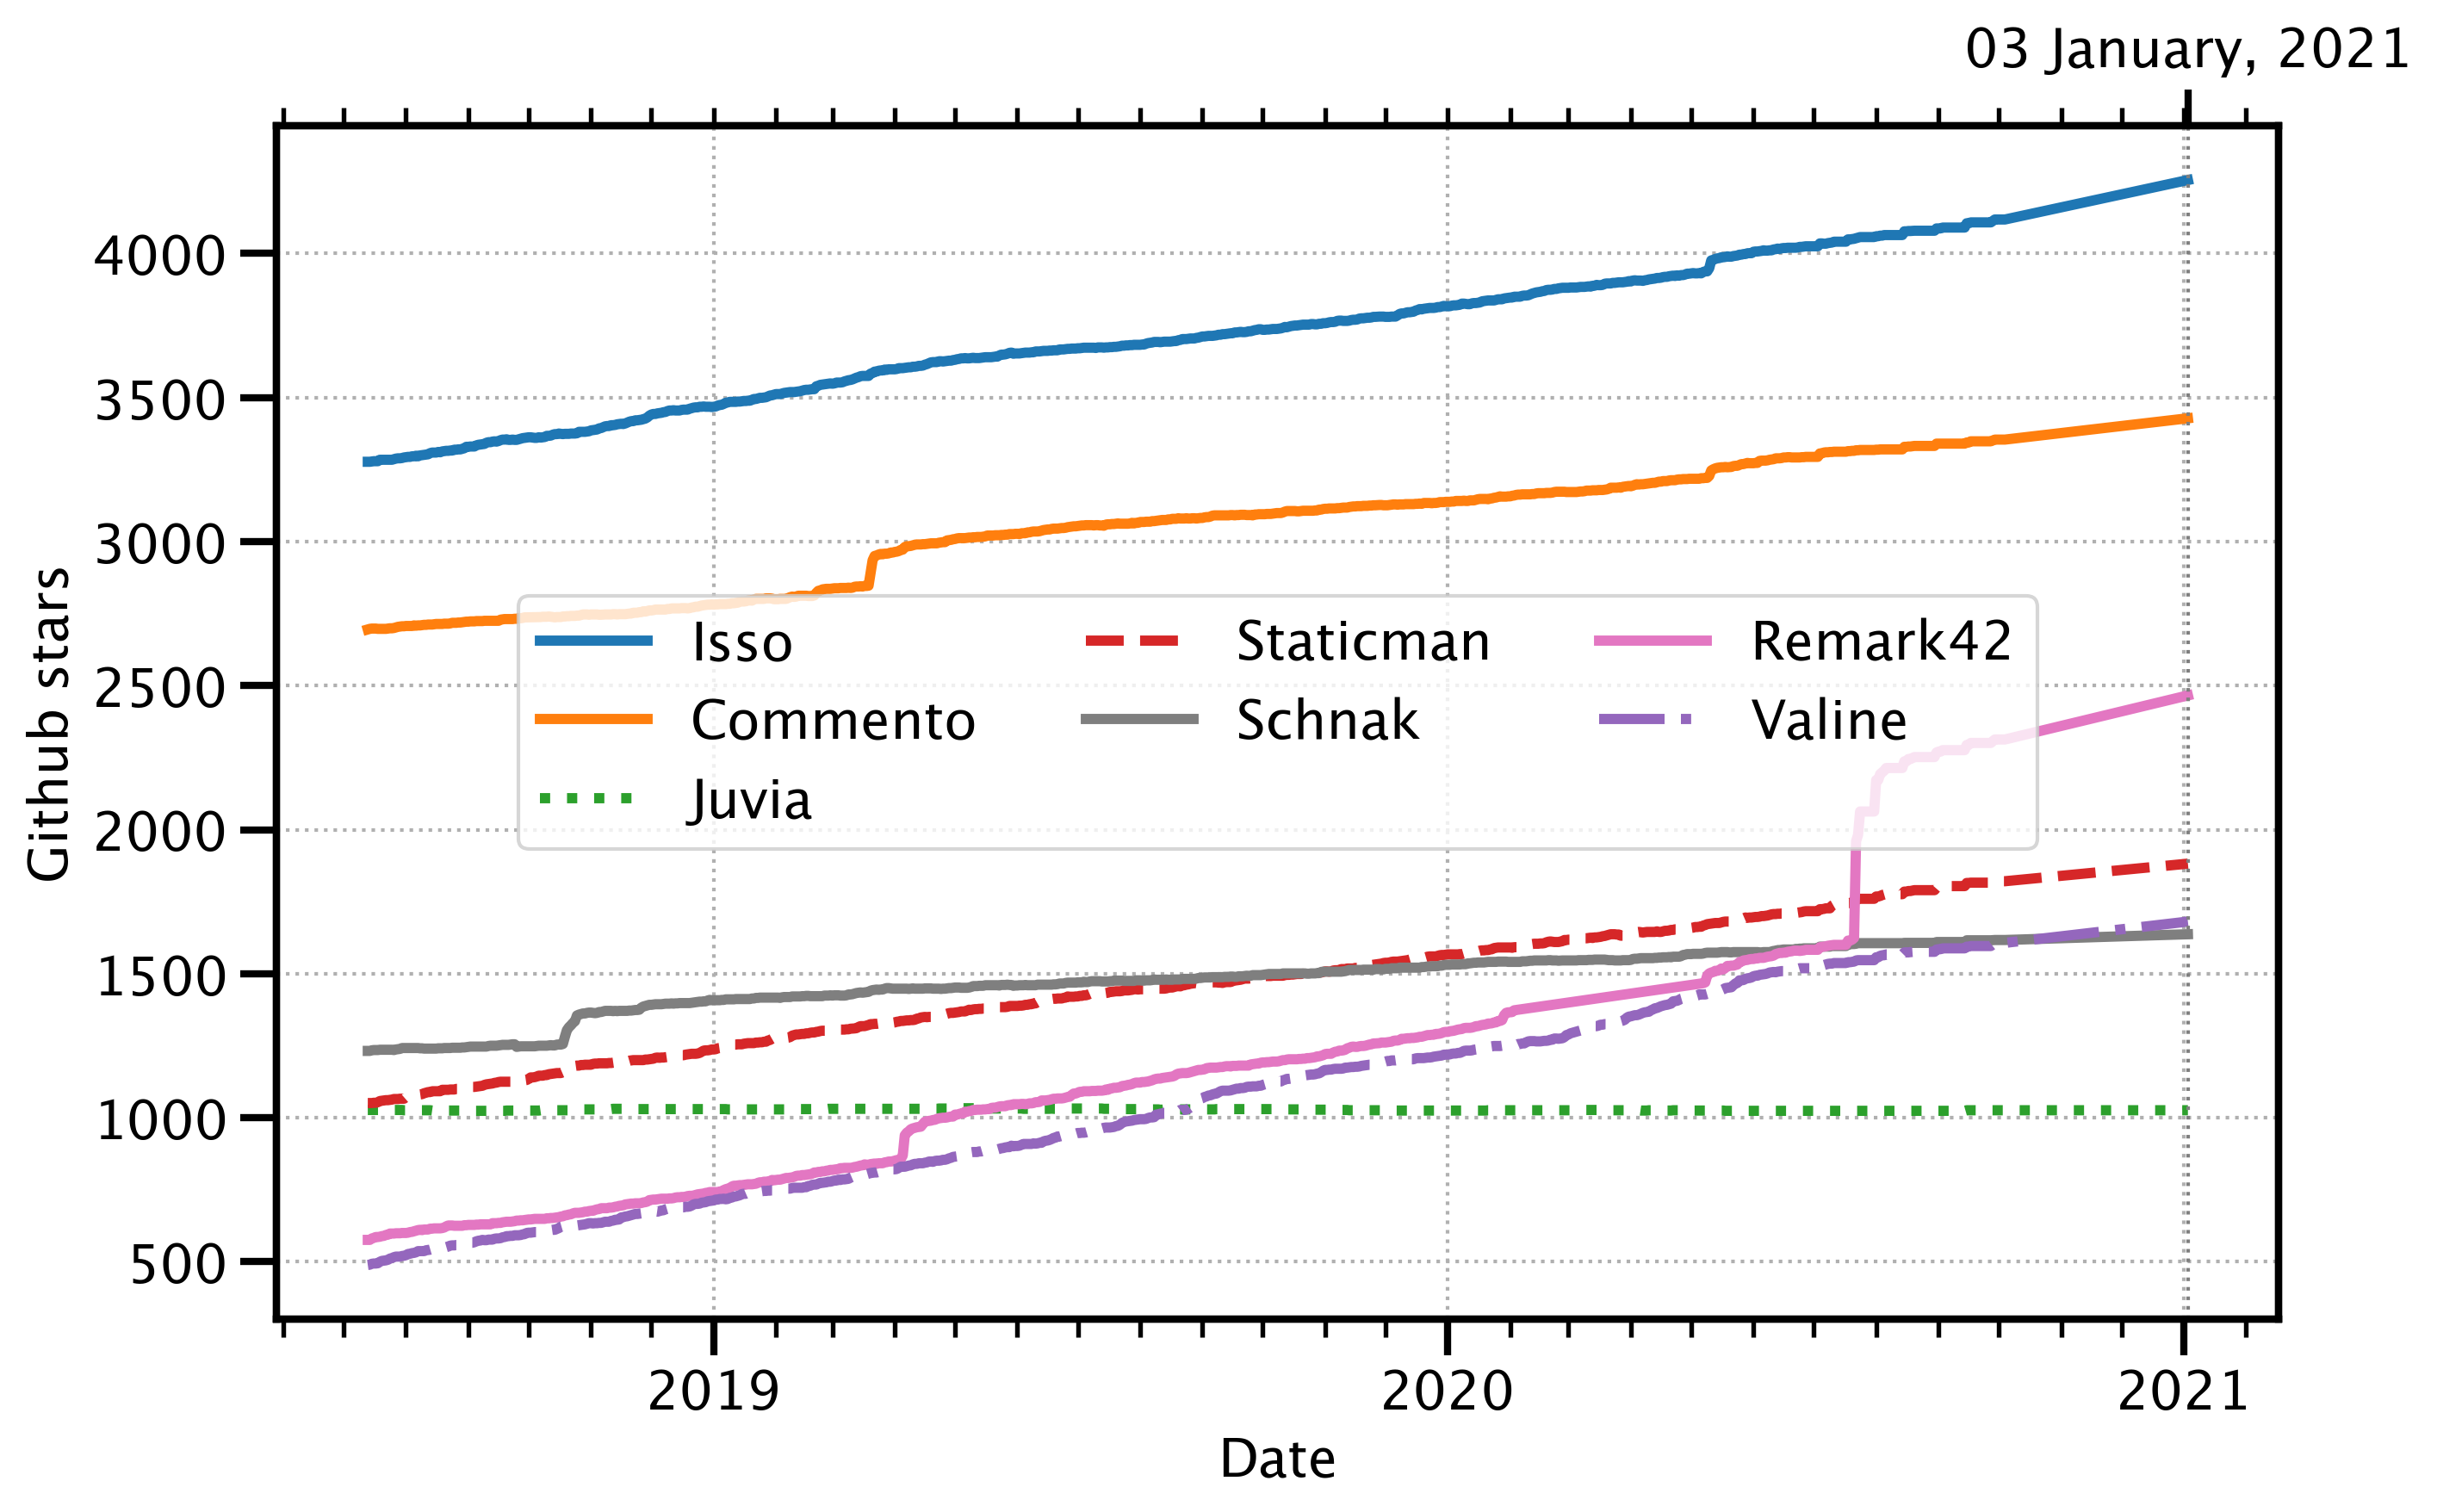 03 January, 2021
4000
3500
3000
2500
2000
1500
1000
500
Github stars
Isso
Commento
Juvia
Staticman
Schnak
Remark42
Valine
2019
2020
2021
Date